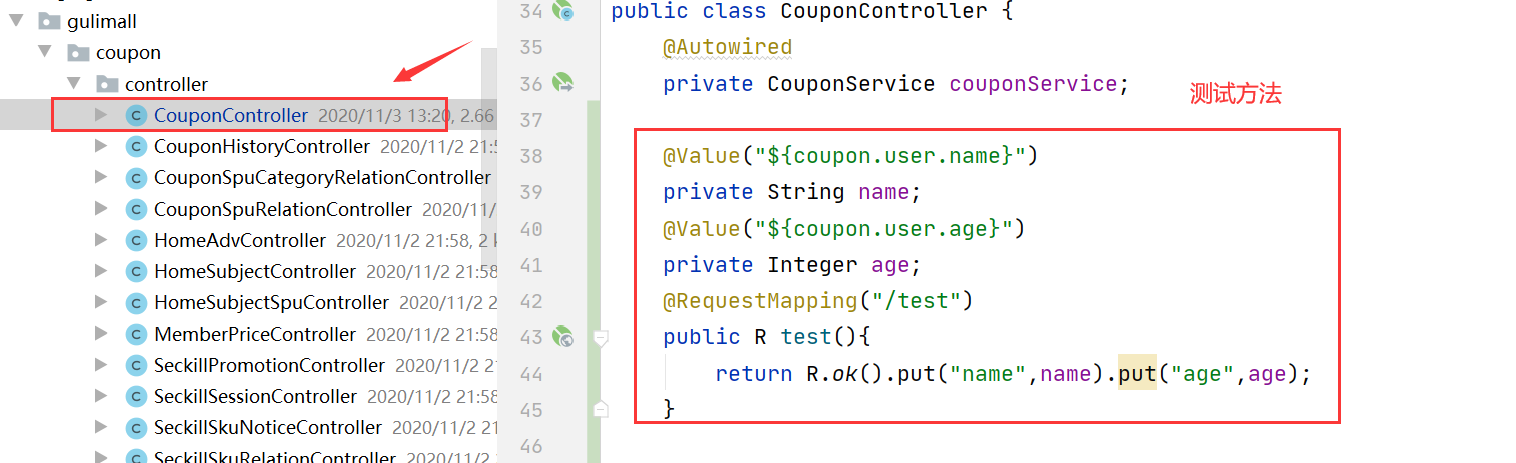 gulimall
coupon
controller
CouponController 2020/11/3 13:20, 2.66
CouponHistoryController 2020/11/2 21:5
CouponSpuCategoryRelationController
CouponSpuRelationController 2020/11/
HomeAdvController 2020/11/2 21:58, 2 k
HomeSubjectController 2020/11/2 21:58
HomeSubjectSpuController 2020/11/2 2
MemberPriceController 2020/11/2 21:58
SeckillPromotionController 2020/11/2
SeckillSessionController 2020/11/2 21:58
SeckillSkuNoticeController 2020/11/2 21
SeckillSkuRelationController 2020/11/2
34 public class CouponController {
35 @Autowired
36 private CouponService couponService;
测试方法
37
38 @Value("${coupon.user.name}")
39 private String name;
40 @Value("${coupon.user.age}")
41 private Integer age;
42 @RequestMapping("/test")
43 public R test(){
44 return R.ok().put("name",name).put("age",age);
45 }
46